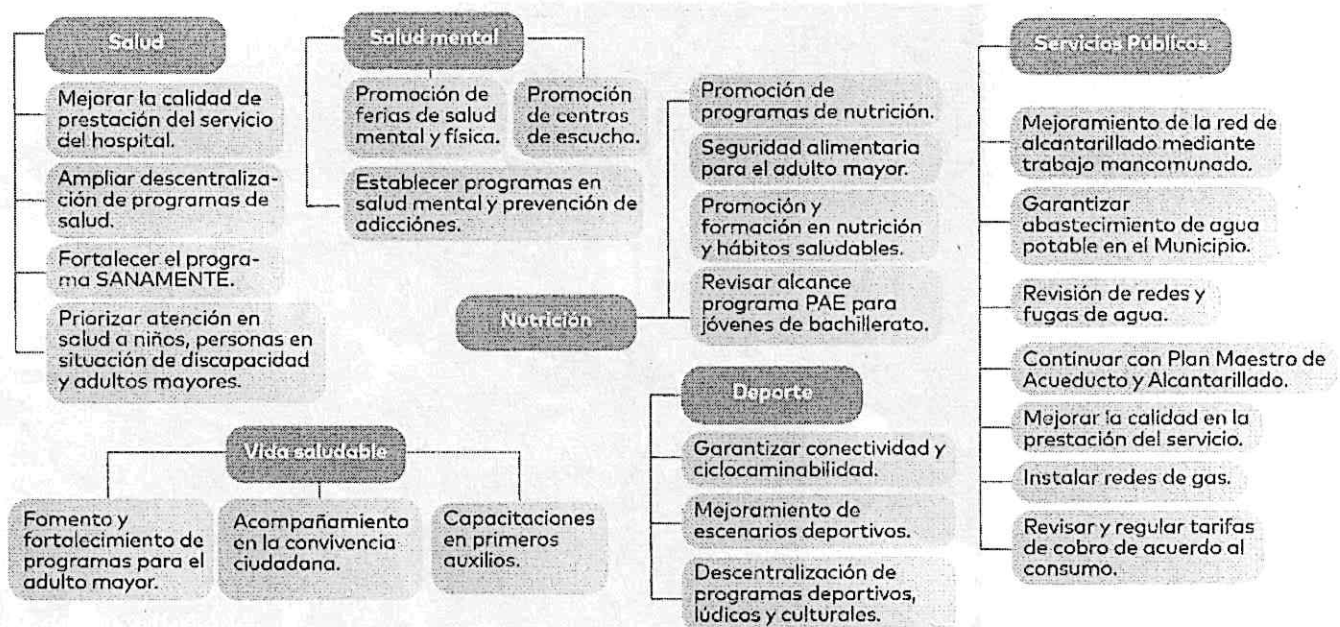 Salud
Mejorar la calidad de
prestación del servicio
del hospital.
Ampliar descentraliza-
ción de programas de
salud.
Fortalecer el progra-
ma SANAMENTE.
Priorizar atención en
salud a niños, personas en
situación de discapacidad
y adultos mayores.
Salud mental
Promoción de
ferias de salud
mental y física.
Promoción
de centros
de escucha.
Establecer programas en
salud mental y prevención de
adicciónes.
Nutrición
Promoción de
programas de nutrición.
Seguridad alimentaria
para el adulto mayor.
Promoción y
formación en nutrición
y hábitos saludables.
Revisar alcance
programa PAE para
jóvenes de bachillerato.
Vida saludable
Fomento y
fortalecimiento de
programas para el
adulto mayor.
Acompañamiento
en la convivencia
ciudadana.
Capacitaciones
en primeros
auxilios.
Deporte
Garantizar conectividad y
ciclocaminabilidad.
Mejoramiento de
escenarios deportivos.
Descentralización de
programas deportivos,
lúdicos y culturales.
Servicios Públicos
Mejoramiento de la red de
alcantarillado mediante
trabajo mancomunado.
Garantizar
abastecimiento de agua
potable en el Municipio.
Revisión de redes y
fugas de agua.
Continuar con Plan Maestro de
Acueducto y Alcantarillado.
Mejorar la calidad en la
prestación del servicio.
Instalar redes de gas.
Revisar y regular tarifas
de cobro de acuerdo al
consumo.